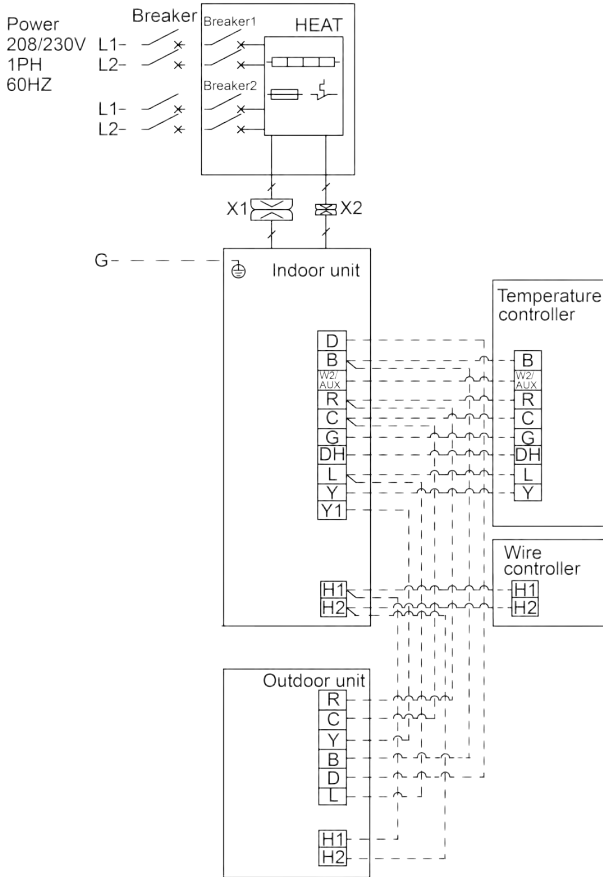 Power
208/230V
1PH
60HZ
Breaker
Breaker1
HEAT
L1
L2
Breaker2
L1
L2
X1
X2
G
Indoor unit
D
B
W2/
AUX
R
C
G
DH
L
Y
Y1
H1
H2
Temperature
controller
B
W2/
AUX
R
C
G
DH
L
Y
Wire
controller
H1
H2
Outdoor unit
R
C
Y
B
D
L
H1
H2